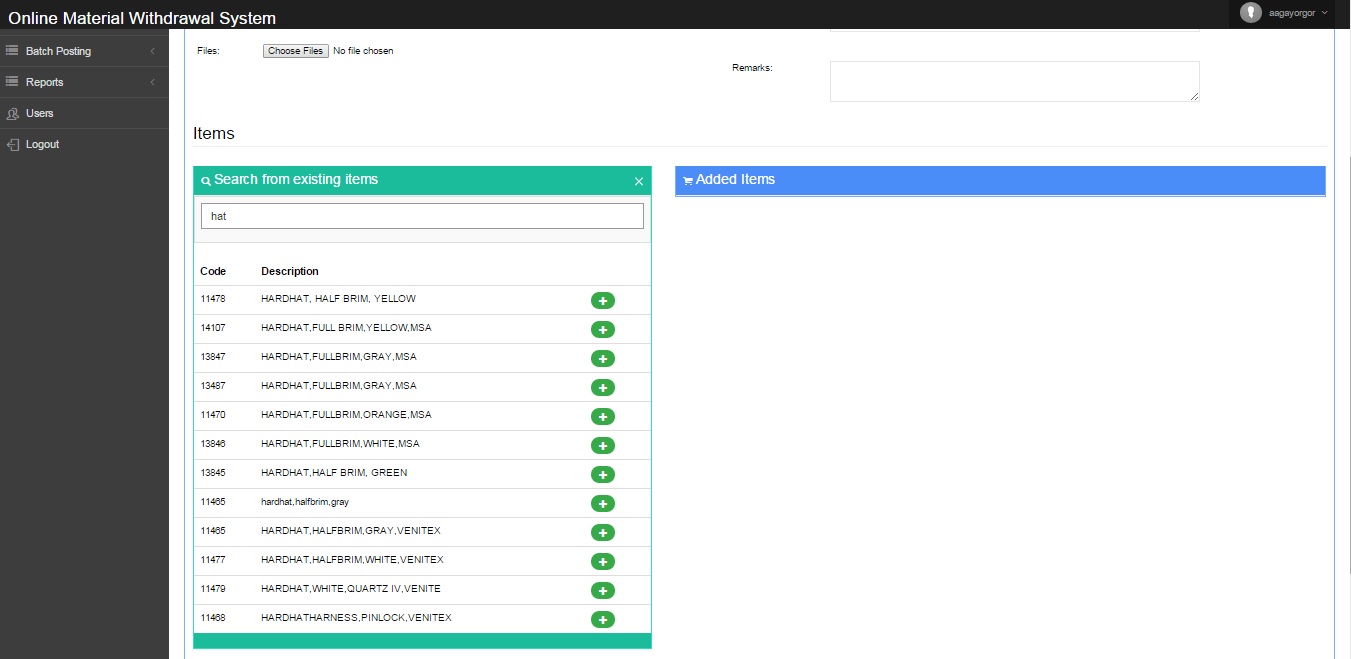 Online Material Withdrawal System
aagayorgor
Batch Posting
Reports
Users
Logout
Files: Choose Files No file chosen
Remarks:
Items
Search from existing items
hat
Code Description
11478 HARDHAT, HALF BRIM, YELLOW
14107 HARDHAT,FULL BRIM,YELLOW,MSA
13847 HARDHAT,FULLBRIM,GRAY,MSA
13487 HARDHAT,FULLBRIM,GRAY,MSA
11470 HARDHAT,FULLBRIM,ORANGE,MSA
13846 HARDHAT,FULLBRIM,WHITE,MSA
13845 HARDHAT,HALF BRIM, GREEN
11465 hardhat,halfbrim,gray
11465 HARDHAT,HALFBRIM,GRAY,VENITEX
11477 HARDHAT,HALFBRIM,WHITE,VENITEX
11479 HARDHAT,WHITE,QUARTZ IV,VENITE
11468 HARDHATHARNESS,PINLOCK,VENITEX
Added Items